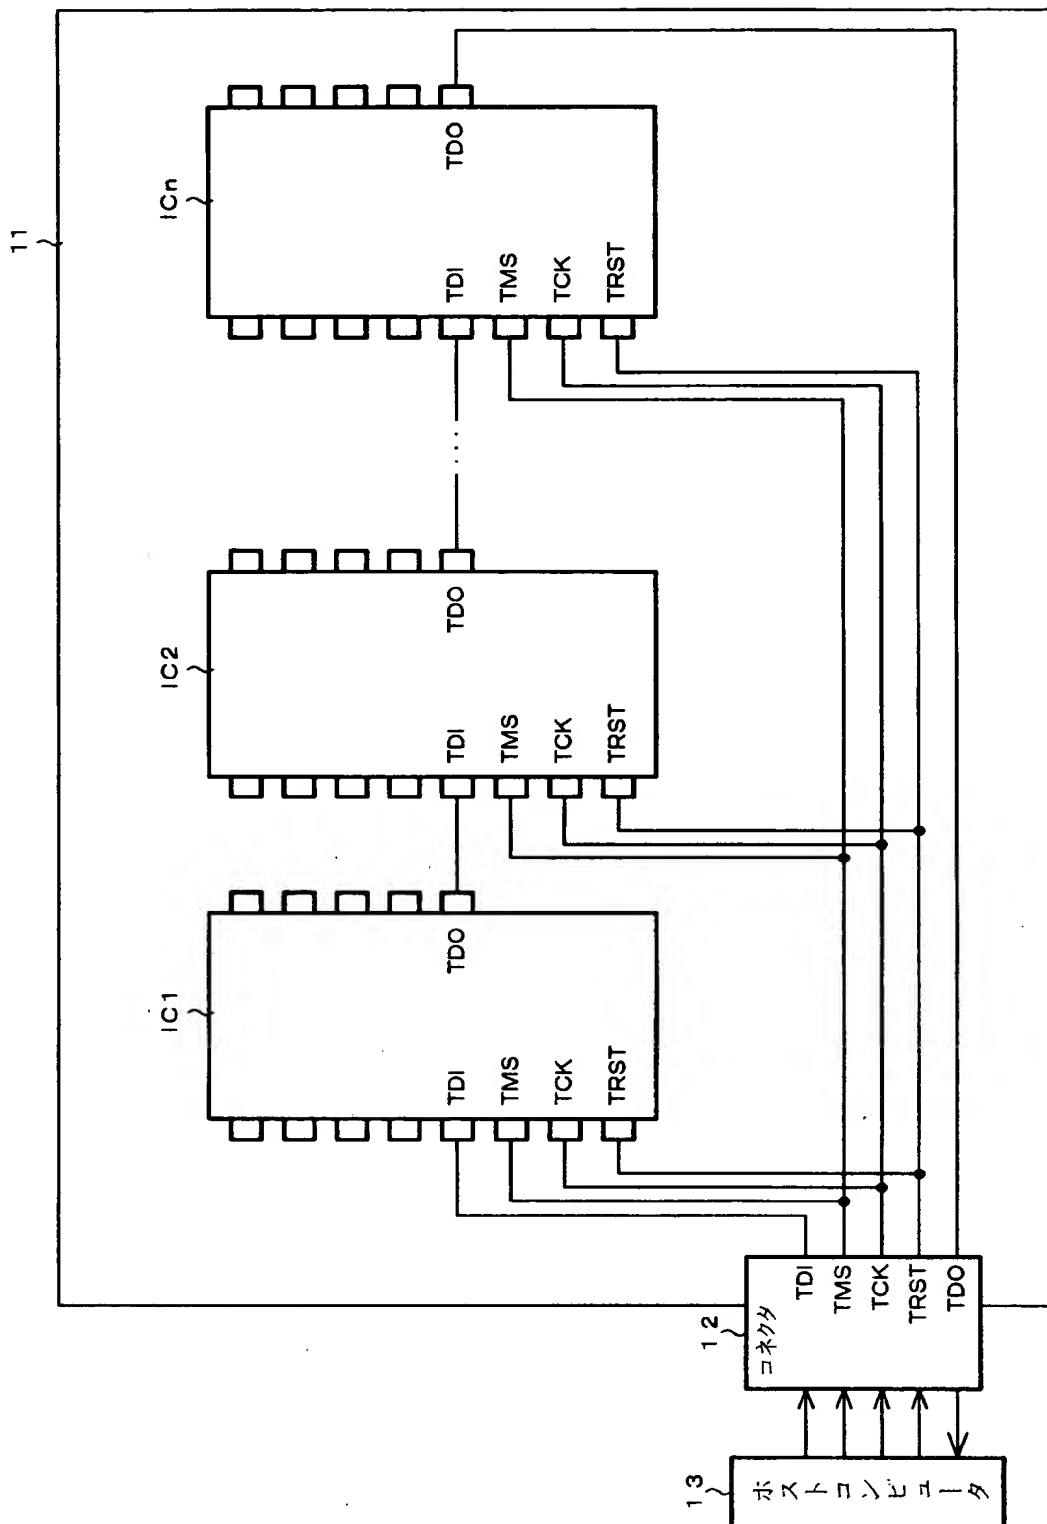 11
IC1
TDI
TMS
TCK
TRST
TDO
IC2
TDI
TMS
TCK
TRST
TDO
ICn
TDI
TMS
TCK
TRST
TDO
12
コネクタ
TDI
TMS
TCK
TRST
TDO
13
ホストコンピュータ